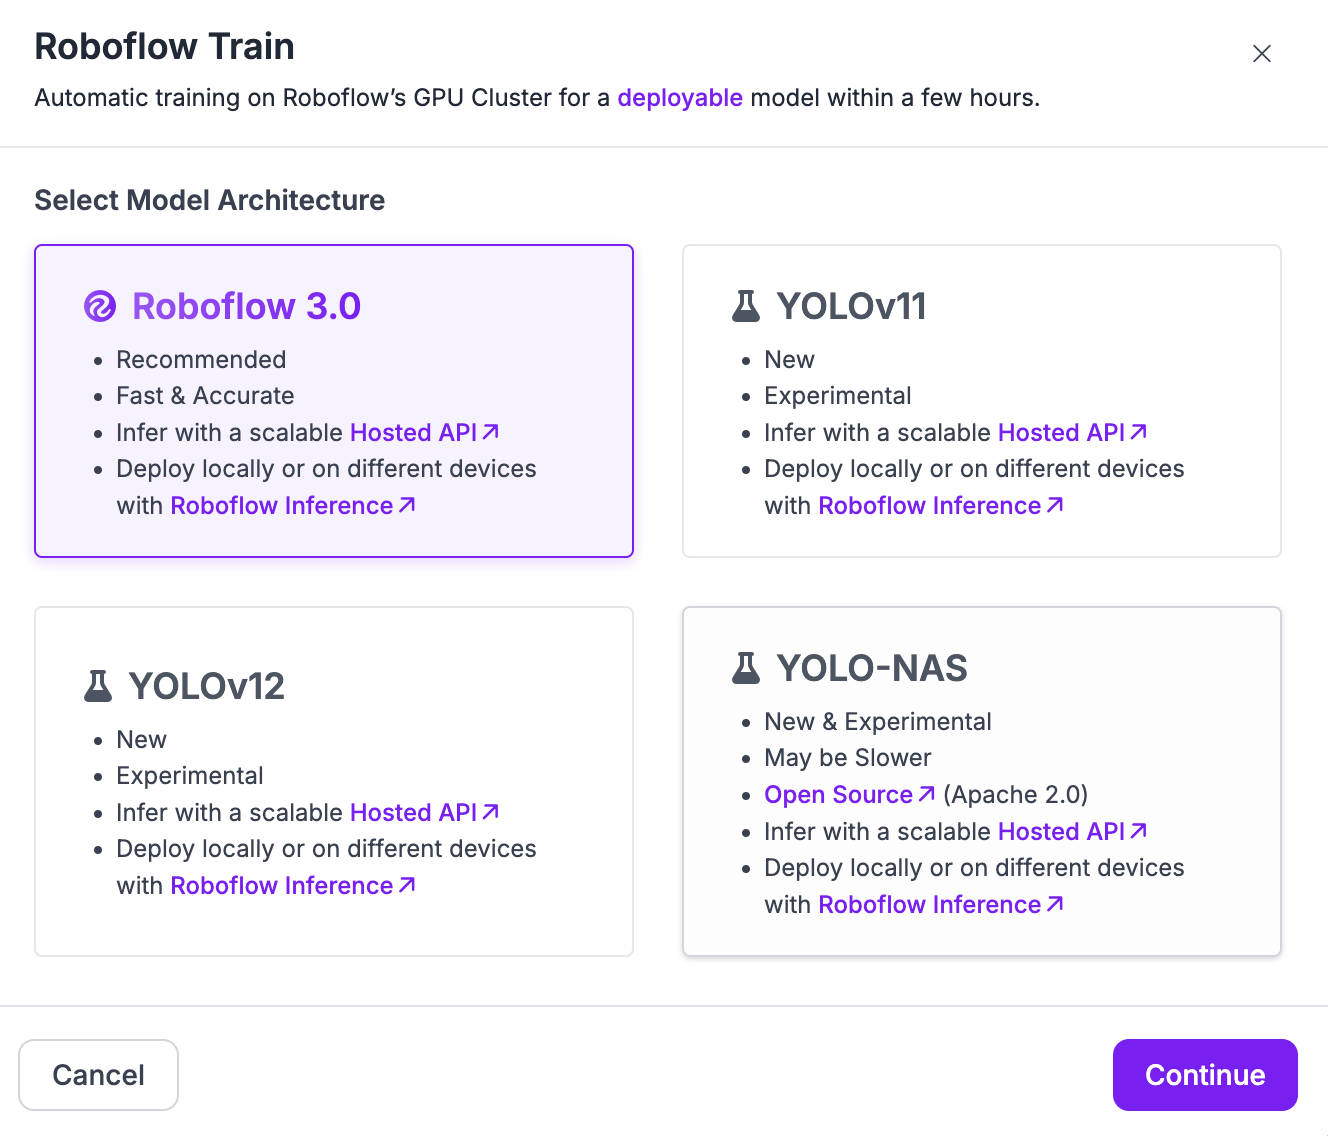 Roboflow Train
Automatic training on Roboflow's GPU Cluster for a deployable model within a few hours.
Select Model Architecture
Roboflow 3.0
• Recommended
• Fast & Accurate
• Infer with a scalable Hosted API
• Deploy locally or on different devices
with Roboflow Inference
YOLOv11
• New
• Experimental
• Infer with a scalable Hosted API
• Deploy locally or on different devices
with Roboflow Inference
YOLOv12
• New
• Experimental
• Infer with a scalable Hosted API
• Deploy locally or on different devices
with Roboflow Inference
YOLO-NAS
• New & Experimental
• May be Slower
• Open Source (Apache 2.0)
• Infer with a scalable Hosted API
• Deploy locally or on different devices
with Roboflow Inference
Cancel
Continue